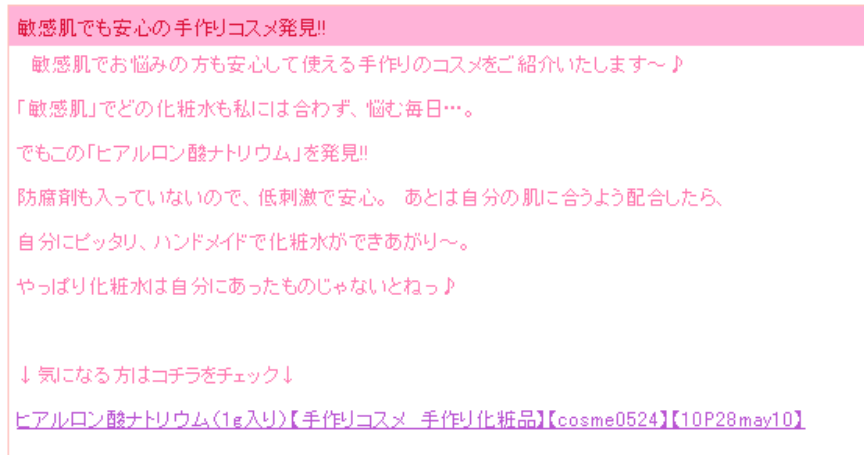 敏感肌でも安心の手作りコスメ発見!!
敏感肌でお悩みの方も安心して使える手作りのコスメをご紹介いたします～♪
「敏感肌」でどの化粧水も私には合わず、悩む毎日…。
でもこの「ヒアルロン酸ナトリウム」を発見!!
防腐剤も入っていないので、低刺激で安心。 あとは自分の肌に合うよう配合したら、
自分にピッタリ、ハンドメイドで化粧水ができあがり～。
やっぱり化粧水は自分にあったものじゃないとねっ♪
↓気になる方はコチラをチェック↓
ヒアルロン酸ナトリウム(1g入り)【手作りコスメ 手作り化粧品】【cosme0524】【10P28may10】